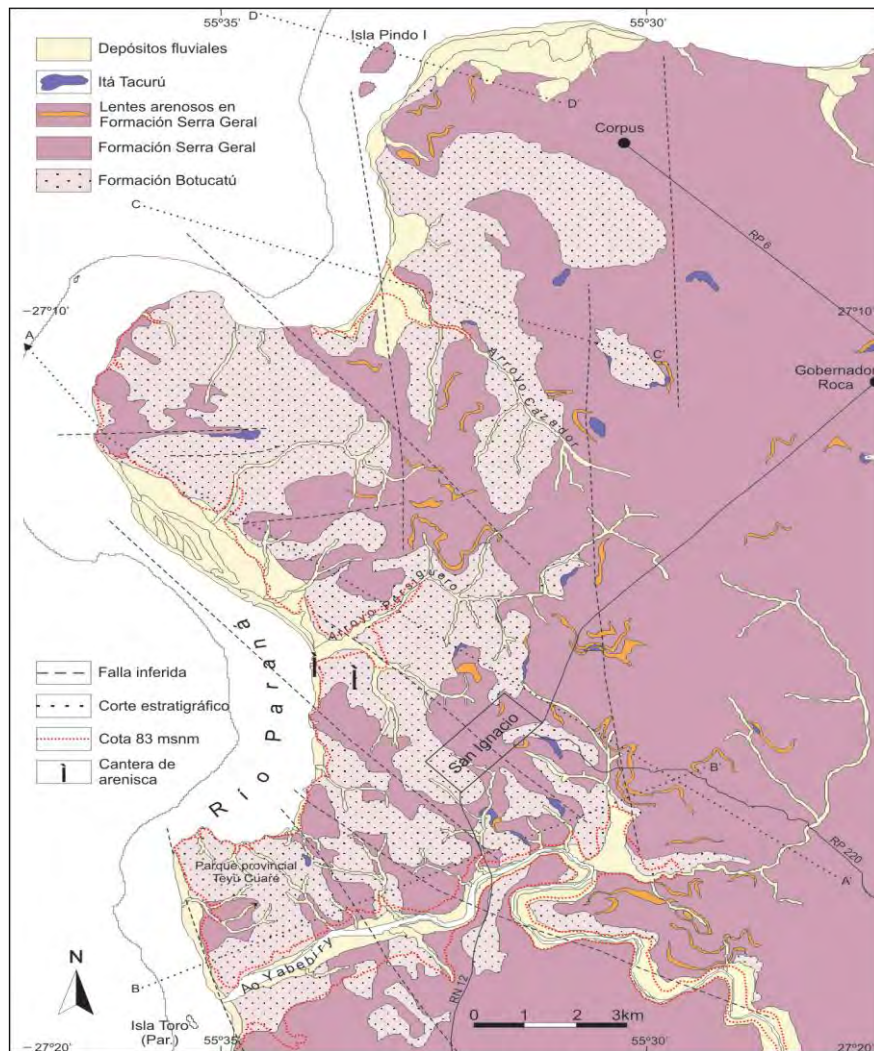 55°35'
55°30'
D
Isla Pindo I
Depósitos fluviales
Itá Tacurú
Lentes arenosos en
Formación Serra Geral
Formación Serra Geral
Formación Botucatú
D
Corpus
C
RP 6
27°10'
27°10'
A
C'
Arroyo Cazador
Gobernador
Roca
Arroyo Persiguero
Río Paraná
Falla inferida
Corte estratigráfico
Cota 83 msnm
Cantera de
arenisca
San Ignacio
B'
RP 220
Parque provincial
Teyú Cuaré
A'
Ao Yabebiry
B
N
RN 12
Isla Toro
(Par.)
0 1 2 3km
27°20'
55°35'
55°30'
27°20'